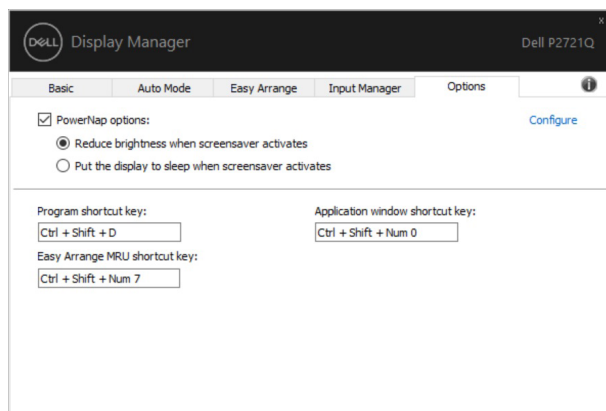 DELL Display Manager
Dell P2721Q
Basic Auto Mode Easy Arrange Input Manager Options
PowerNap options: Configure
Reduce brightness when screensaver activates
Put the display to sleep when screensaver activates
Program shortcut key: Application window shortcut key:
Ctrl + Shift + D Ctrl + Shift + Num 0
Easy Arrange MRU shortcut key:
Ctrl + Shift + Num 7